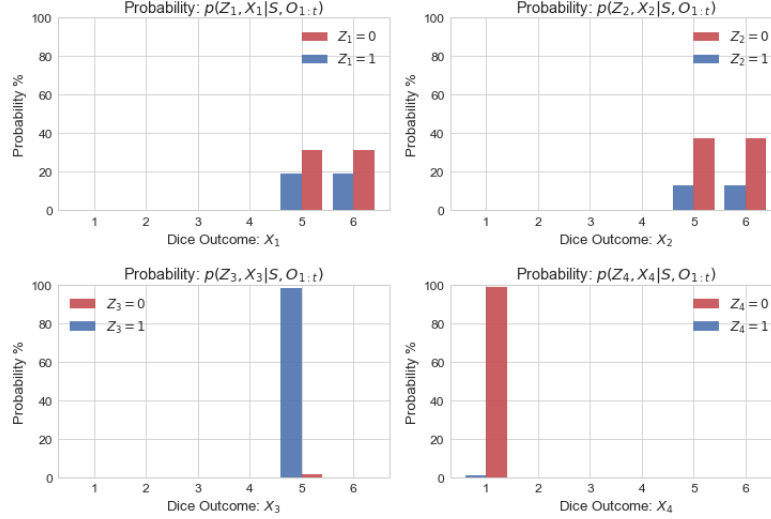 Probability: p(Z₁, X₁|S, O₁:ₜ)
100
80
60
40
20
0
Probability %
Z₁ = 0
Z₁ = 1
1 2 3 4 5 6
Dice Outcome: X₁
Probability: p(Z₂, X₂|S, O₁:ₜ)
100
80
60
40
20
0
Probability %
Z₂ = 0
Z₂ = 1
1 2 3 4 5 6
Dice Outcome: X₂
Probability: p(Z₃, X₃|S, O₁:ₜ)
100
80
60
40
20
0
Probability %
Z₃ = 0
Z₃ = 1
1 2 3 4 5 6
Dice Outcome: X₃
Probability: p(Z₄, X₄|S, O₁:ₜ)
100
80
60
40
20
0
Probability %
Z₄ = 0
Z₄ = 1
1 2 3 4 5 6
Dice Outcome: X₄